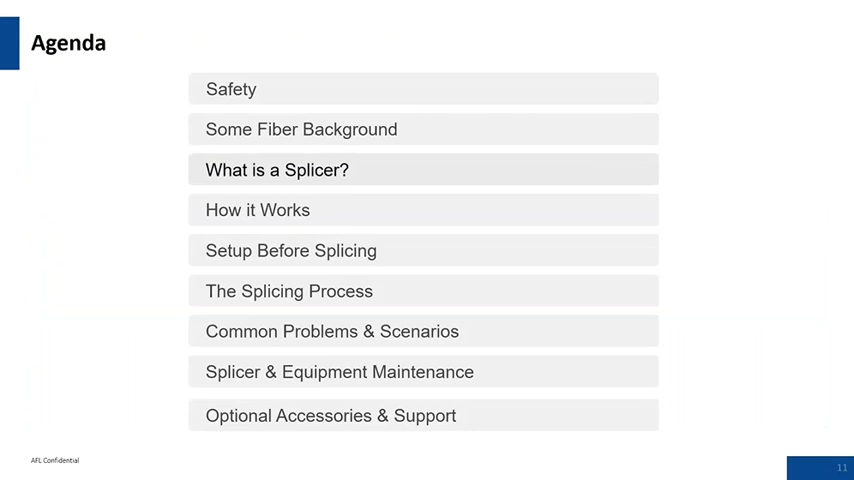 Agenda
Safety
Some Fiber Background
What is a Splicer?
How it Works
Setup Before Splicing
The Splicing Process
Common Problems & Scenarios
Splicer & Equipment Maintenance
Optional Accessories & Support
AFL Confidential
11